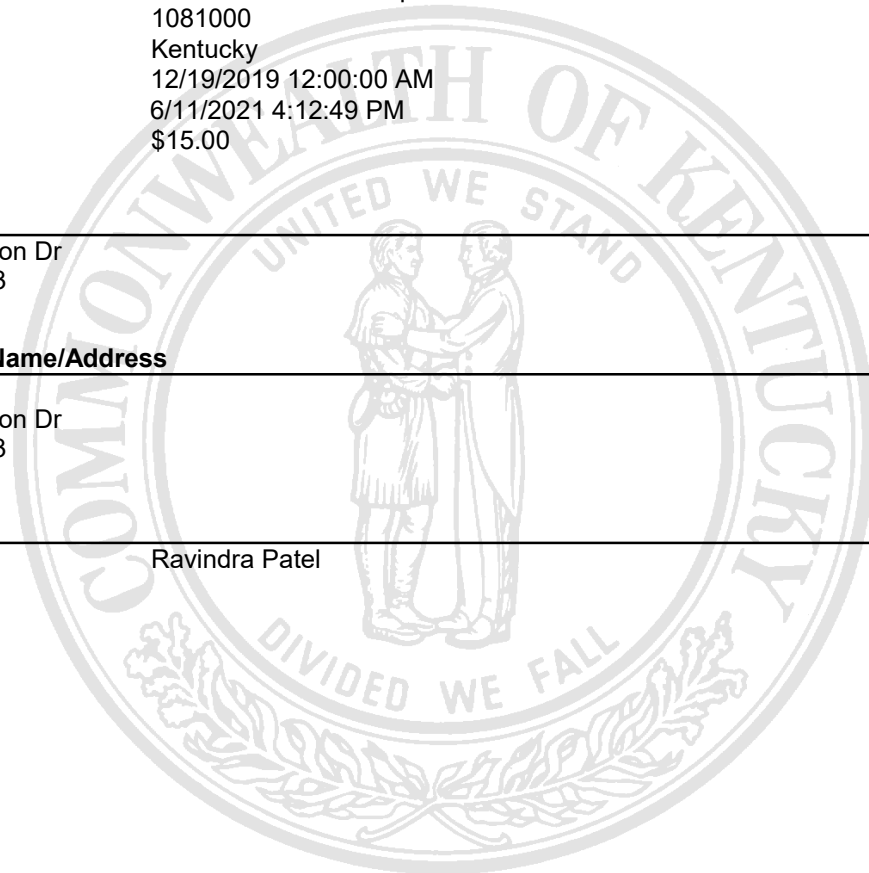 1081000
Kentucky
12/19/2019 12:00:00 AM
6/11/2021 4:12:49 PM
$15.00
on Dr
3
Name/Address
on Dr
3
Ravindra Patel
COMMONWEALTH OF KENTUCKY
UNITED WE STAND
DIVIDED WE FALL